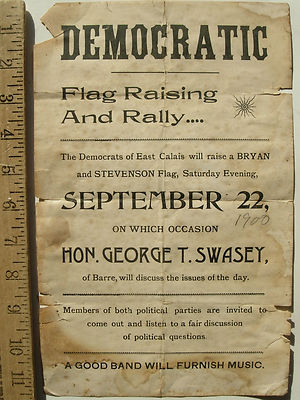 DEMOCRATIC
Flag Raising
And Rally....
The Democrats of East Calais will raise a BRYAN
and STEVENSON Flag, Saturday Evening,
SEPTEMBER 22,
1900
ON WHICH OCCASION
HON. GEORGE T. SWASEY,
of Barre, will discuss the issues of the day.
Members of both political parties are invited to
come out and listen to a fair discussion
of political questions.
A GOOD BAND WILL FURNISH MUSIC.